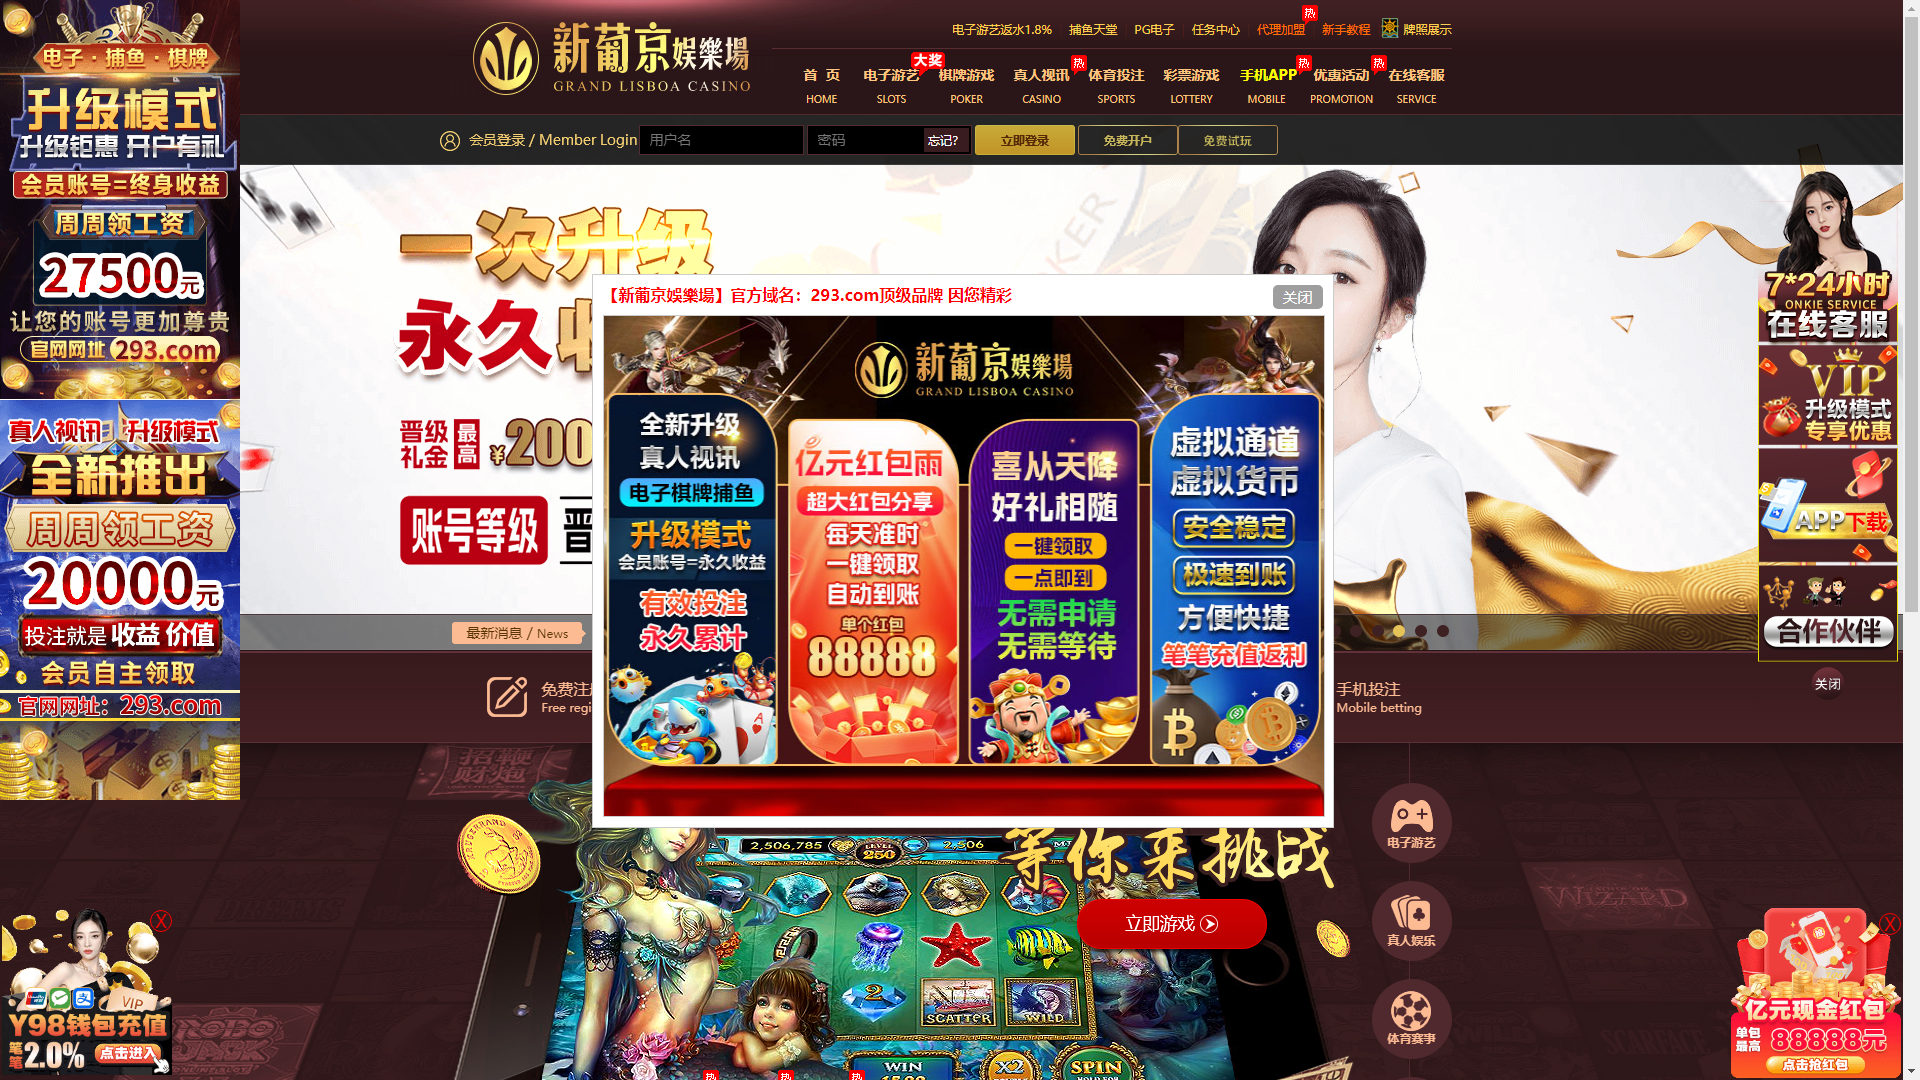 电子游艺返水1.8%
捕鱼天堂
PG电子
任务中心
代理加盟
热
新手教程
牌照展示
新葡京娱樂場
GRAND LISBOA CASINO
首 页
HOME
电子游艺
SLOTS
大奖
棋牌游戏
POKER
真人视讯
CASINO
热
体育投注
SPORTS
彩票游戏
LOTTERY
手机APP
MOBILE
热
优惠活动
PROMOTION
热
在线客服
SERVICE
会员登录 / Member Login
用户名
密码
忘记?
立即登录
免费开户
免费试玩
电子·捕鱼·棋牌
升级模式
升级钜惠 开户有礼
会员账号=终身收益
周周领工资
27500元
让您的账号更加尊贵
官网网址 293.com
真人视讯 升级模式
全新推出
周周领工资
20000元
投注就是 收益 价值
会员自主领取
官网网址：293.com
一次升级
永久收
晋级
礼金
最高
¥200
账号等级
晋
【新葡京娛樂場】官方域名：293.com顶级品牌 因您精彩
关闭
新葡京娱樂場
GRAND LISBOA CASINO
全新升级
真人视讯
电子棋牌捕鱼
升级模式
会员账号=永久收益
有效投注
永久累计
亿元红包雨
超大红包分享
每天准时
一键领取
自动到账
单个红包
88888
喜从天降
好礼相随
一键领取
一点即到
无需申请
无需等待
虚拟通道
虚拟货币
安全稳定
极速到账
方便快捷
笔笔充值返利
7*24小时
ONKIE SERVICE
在线客服
VIP
升级模式
专享优惠
APP下载
合作伙伴
关闭
最新消息 / News
免费注
Free regi
手机投注
Mobile betting
等你来挑战
立即游戏
2,506,785
LEVEL
250
2,506
2
SCATTER
WILD
WIN
X2
SPIN
WIZARD
电子游艺
真人娱乐
体育赛事
X
VIP
Y98钱包充值
笔笔2.0%
点击进入
热
热
热
X
亿元现金红包
单包
最高
88888元
点击抢红包